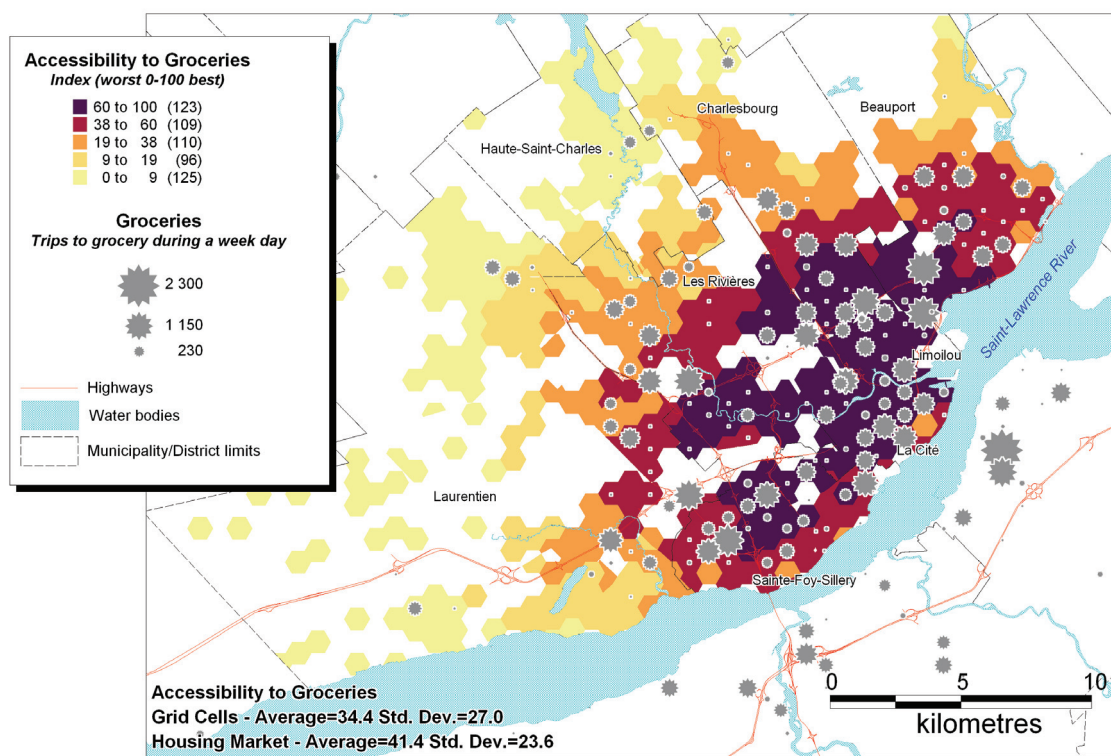 Accessibility to Groceries
Index (worst 0-100 best)
60 to 100 (123)
38 to 60 (109)
19 to 38 (110)
9 to 19 (96)
0 to 9 (125)
Groceries
Trips to grocery during a week day
2 300
1 150
230
Highways
Water bodies
Municipality/District limits
Charlesbourg
Beauport
Haute-Saint-Charles
Les Rivières
Saint-Lawrence River
Limoilou
La Cité
Laurentien
Sainte-Foy-Sillery
Accessibility to Groceries
Grid Cells - Average=34.4 Std. Dev.=27.0
Housing Market - Average=41.4 Std. Dev.=23.6
0 5 10
kilometres